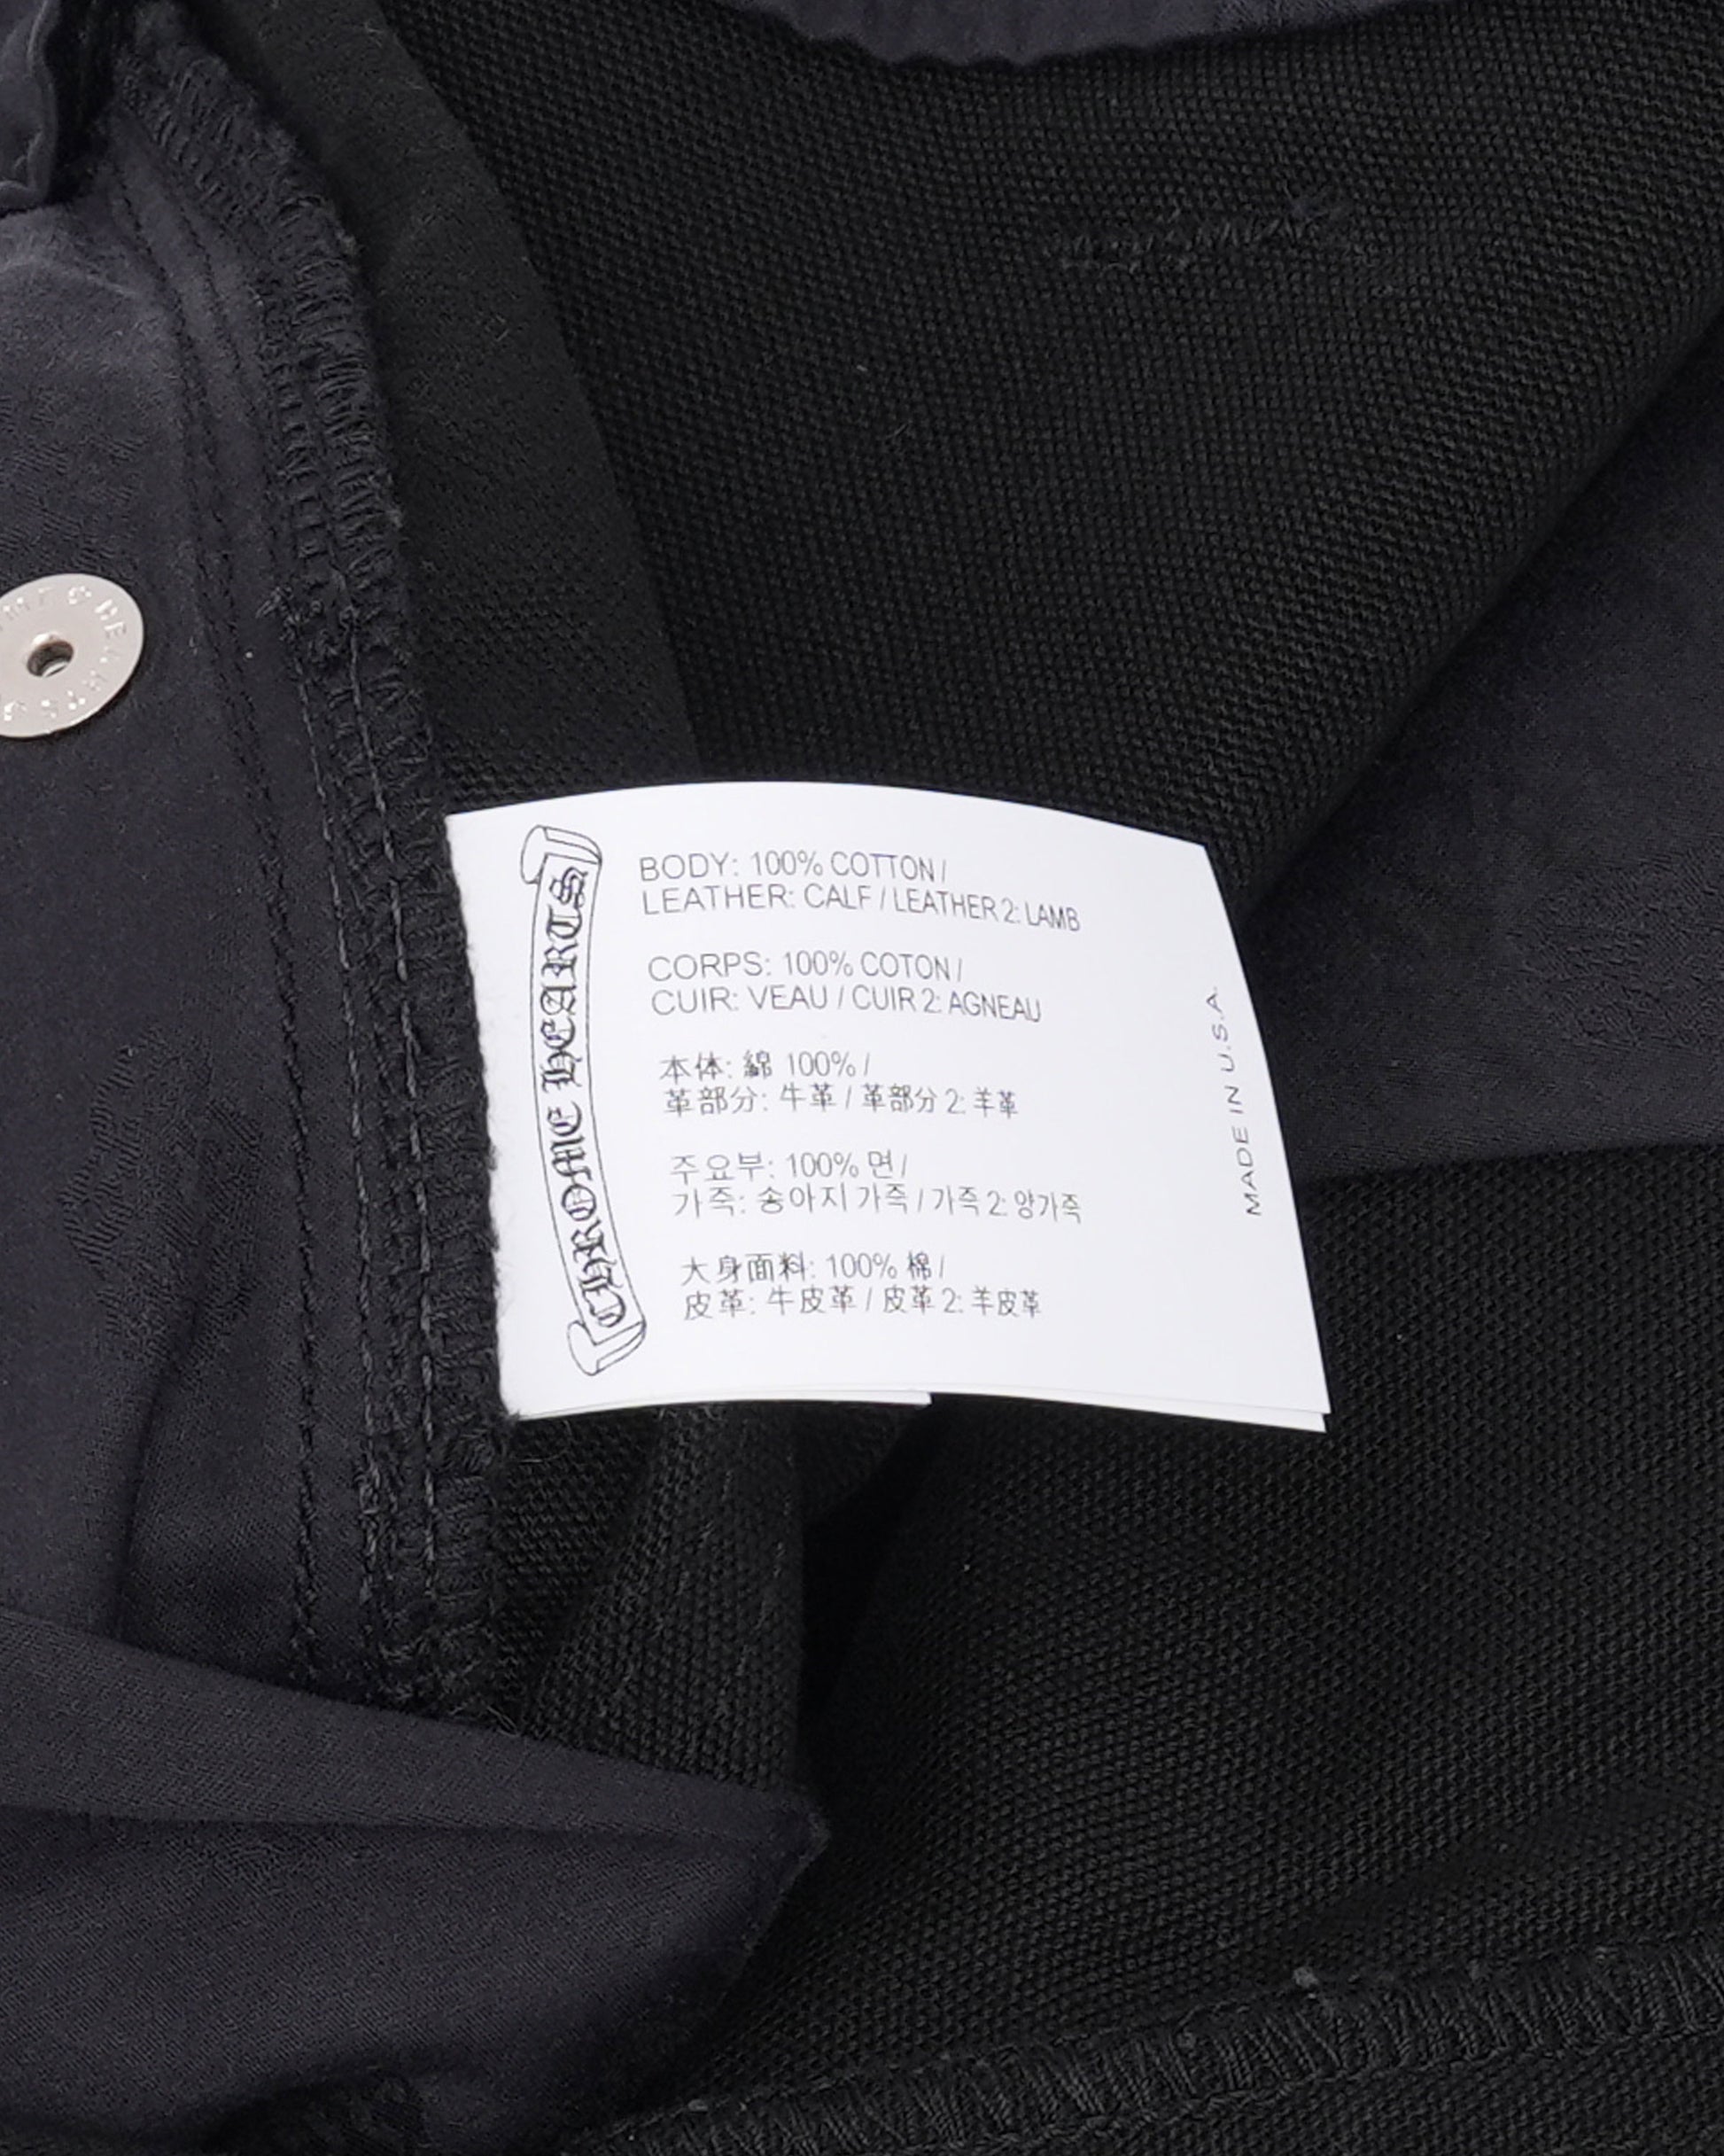 CHROME HEARTS
BODY: 100% COTTON /
LEATHER: CALF / LEATHER 2: LAMB
CORPS: 100% COTON /
CUIR: VEAU / CUIR 2: AGNEAU
本体: 綿 100% /
革部分: 牛革 / 革部分 2: 羊革
주요부: 100% 면 /
가죽: 송아지 가죽 / 가죽 2: 양가죽
大身面料: 100% 棉 /
皮革: 牛皮革 / 皮革 2: 羊皮革
MADE IN U.S.A.